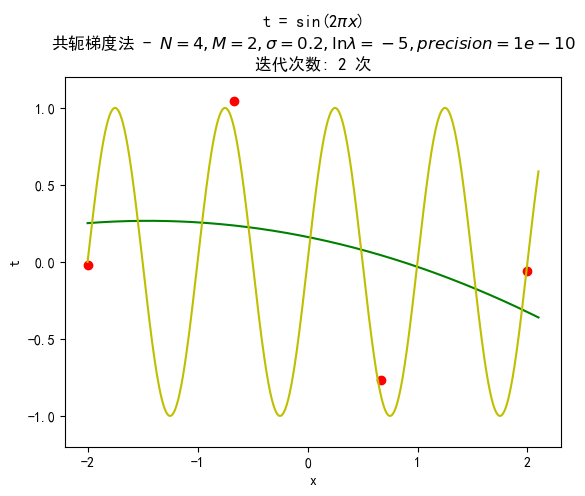 t = sin(2πx)
共轭梯度法 - N = 4, M = 2, σ = 0.2, lnλ = −5, precision = 1e − 10
迭代次数: 2 次
1.0
0.5
0.0
-0.5
-1.0
t
-2
-1
0
1
2
x